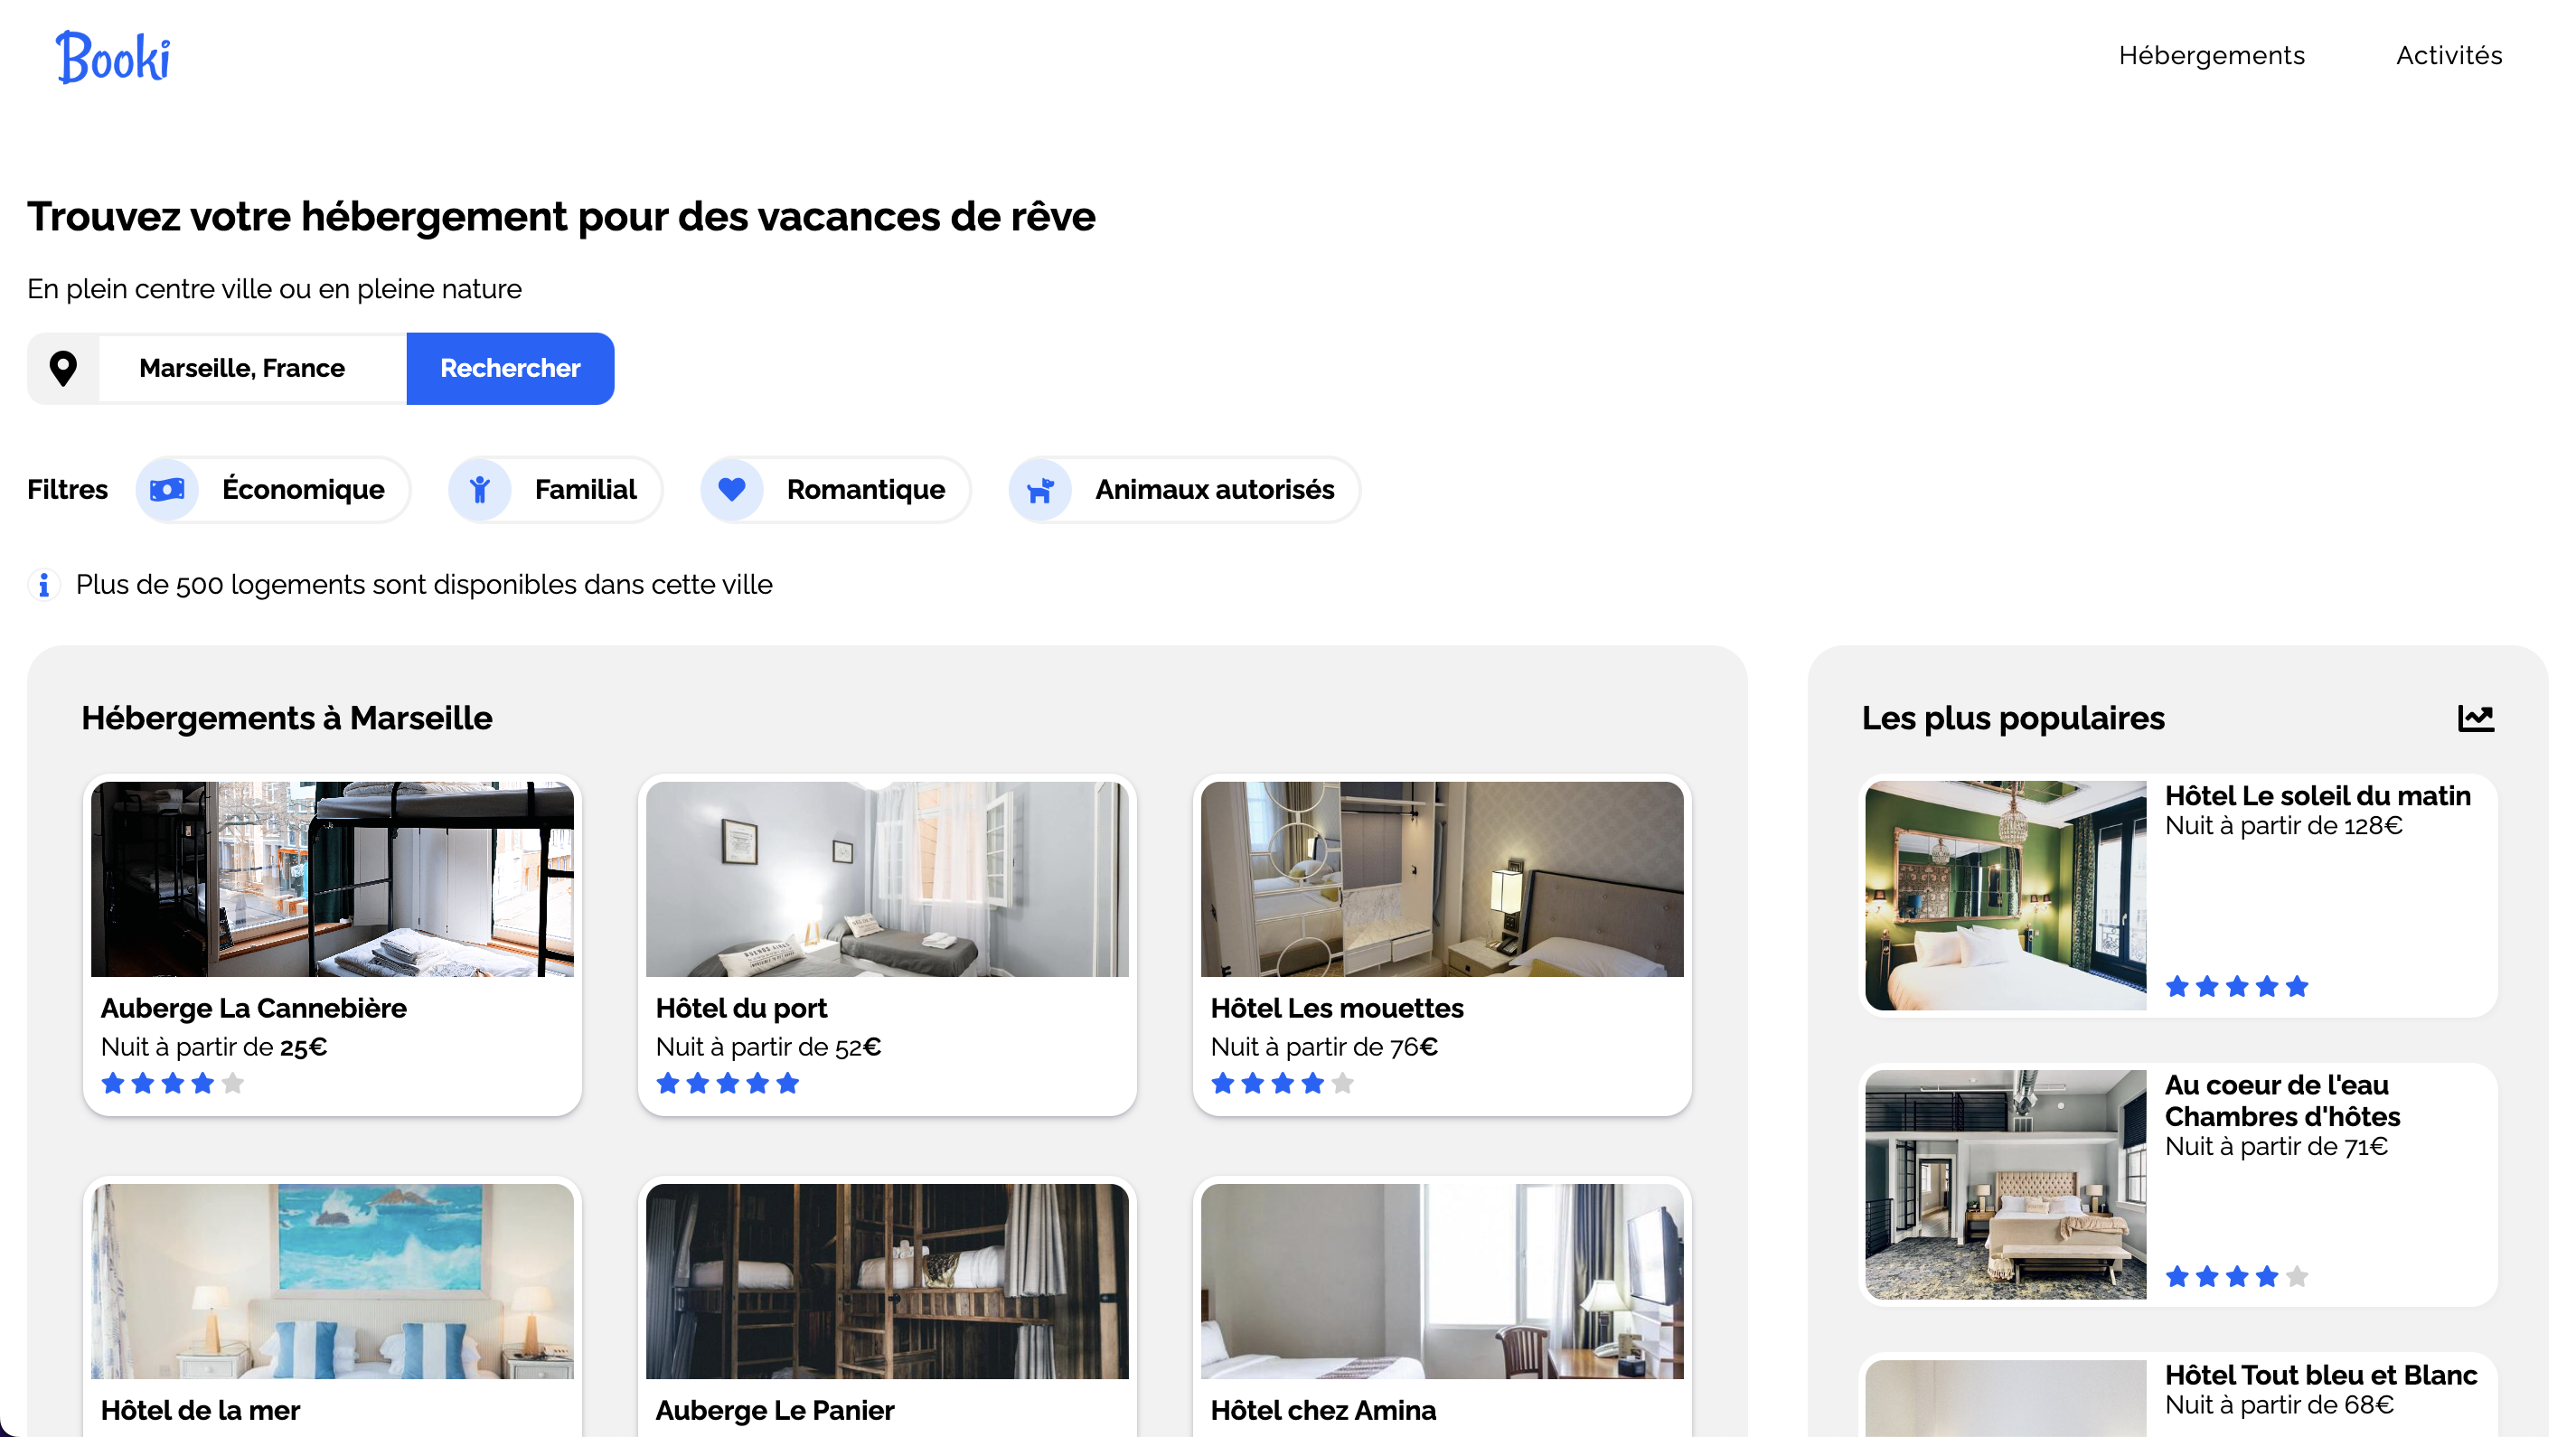 Booki
Hébergements
Activités
Trouvez votre hébergement pour des vacances de rêve
En plein centre ville ou en pleine nature
Marseille, France
Rechercher
Filtres
Économique
Familial
Romantique
Animaux autorisés
Plus de 500 logements sont disponibles dans cette ville
Hébergements à Marseille
Auberge La Cannebière
Nuit à partir de 25€
Hôtel du port
Nuit à partir de 52€
Hôtel Les mouettes
Nuit à partir de 76€
Hôtel de la mer
Auberge Le Panier
Hôtel chez Amina
Les plus populaires
Hôtel Le soleil du matin
Nuit à partir de 128€
Au coeur de l'eau
Chambres d'hôtes
Nuit à partir de 71€
Hôtel Tout bleu et Blanc
Nuit à partir de 68€